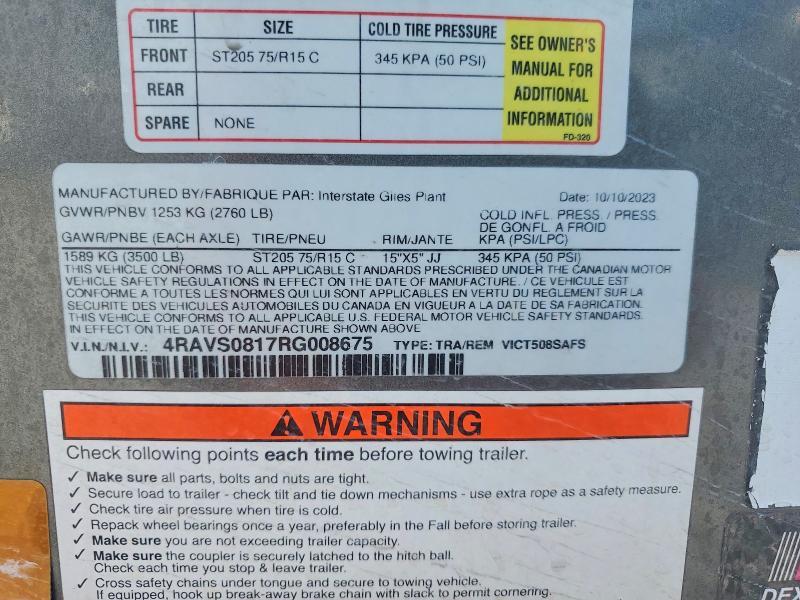 TIRE SIZE COLD TIRE PRESSURE
FRONT ST205 75/R15 C 345 KPA (50 PSI)
REAR
SPARE NONE
SEE OWNER'S
MANUAL FOR
ADDITIONAL
INFORMATION
FD-320
MANUFACTURED BY/FABRIQUE PAR: Interstate Giles Plant Date: 10/10/2023
GVWR/PNBV 1253 KG (2760 LB) COLD INFL. PRESS. / PRESS.
DE GONFL. A FROID
GAWR/PNBE (EACH AXLE) TIRE/PNEU RIM/JANTE KPA (PSI/LPC)
1589 KG (3500 LB) ST205 75/R15 C 15"X5" JJ 345 KPA (50 PSI)
THIS VEHICLE CONFORMS TO ALL APPLICABLE STANDARDS PRESCRIBED UNDER THE CANADIAN MOTOR
VEHICLE SAFETY REGULATIONS IN EFFECT ON THE DATE OF MANUFACTURE. / CE VEHICULE EST
CONFORME A TOUTES LES NORMES QUI LUI SONT APPLICABLES EN VERTU DU REGLEMENT SUR LA
SECURITE DES VEHICULES AUTOMOBILES DU CANADA EN VIGUEUR A LA DATE DE SA FABRICATION.
THIS VEHICLE CONFORMS TO ALL APPLICABLE U.S. FEDERAL MOTOR VEHICLE SAFETY STANDARDS.
IN EFFECT ON THE DATE OF MANUFACTURE SHOWN ABOVE
V.I.N./N.I.V.: 4RAVS0817RG008675 TYPE: TRA/REM VICT508SAFS
WARNING
Check following points each time before towing trailer.
✓ Make sure all parts, bolts and nuts are tight.
✓ Secure load to trailer - check tilt and tie down mechanisms - use extra rope as a safety measure.
✓ Check tire air pressure when tire is cold.
✓ Repack wheel bearings once a year, preferably in the Fall before storing trailer.
✓ Make sure you are not exceeding trailer capacity.
✓ Make sure the coupler is securely latched to the hitch ball.
Check each time you stop & leave trailer.
✓ Cross safety chains under tongue and secure to towing vehicle.
If equipped, hook up break-away brake chain with slack to permit cornering.